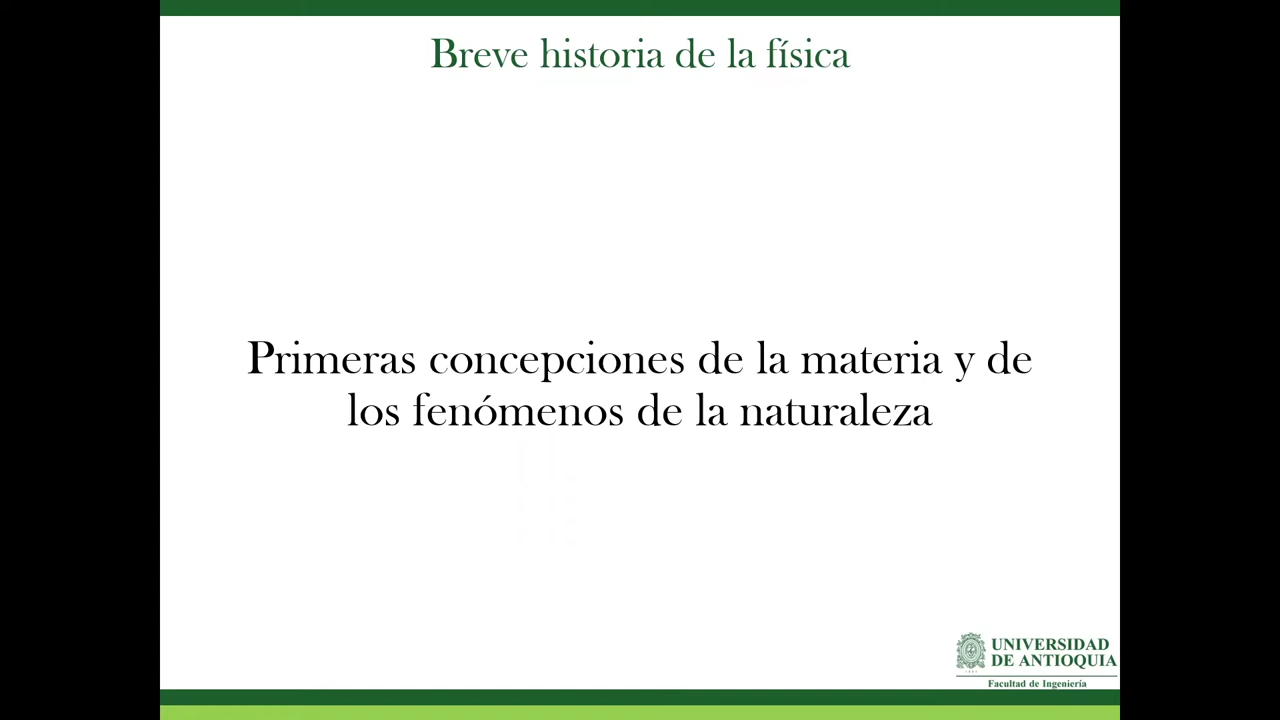 Breve historia de la física
Primeras concepciones de la materia y de
los fenómenos de la naturaleza
UNIVERSIDAD
DE ANTIOQUIA
Facultad de Ingeniería